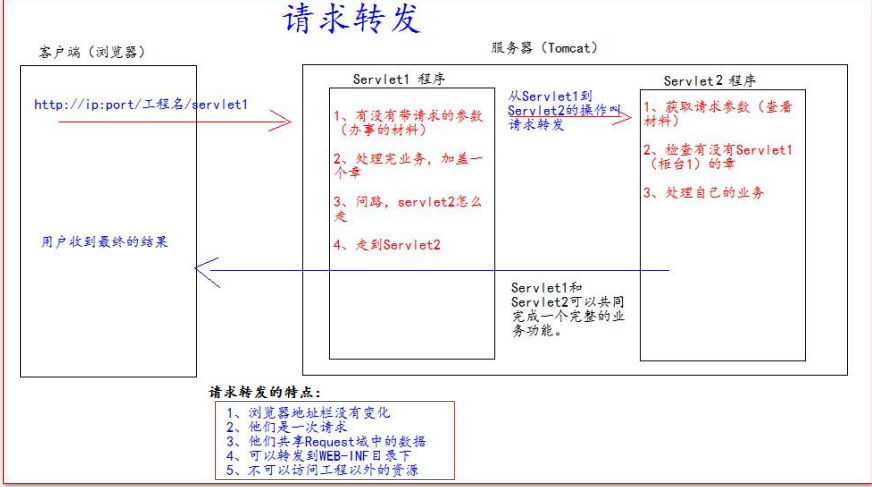 请求转发
客户端（浏览器）
服务器（Tomcat）
http://ip:port/工程名/servlet1
用户收到最终的结果
Servlet1 程序
1、有没有带请求的参数
（办事的材料）
2、处理完业务，加盖一
个章
3、问路，servlet2怎么
走
4、走到Servlet2
从Servlet1到
Servlet2的操作叫
请求转发
Servlet2 程序
1、获取请求参数（查看
材料）
2、检查有没有Servlet1
（柜台1）的章
3、处理自己的业务
Servlet1和
Servlet2可以共同
完成一个完整的业
务功能。
请求转发的特点：
1、浏览器地址栏没有变化
2、他们是一次请求
3、他们共享Request域中的数据
4、可以转发到WEB-INF目录下
5、不可以访问工程以外的资源